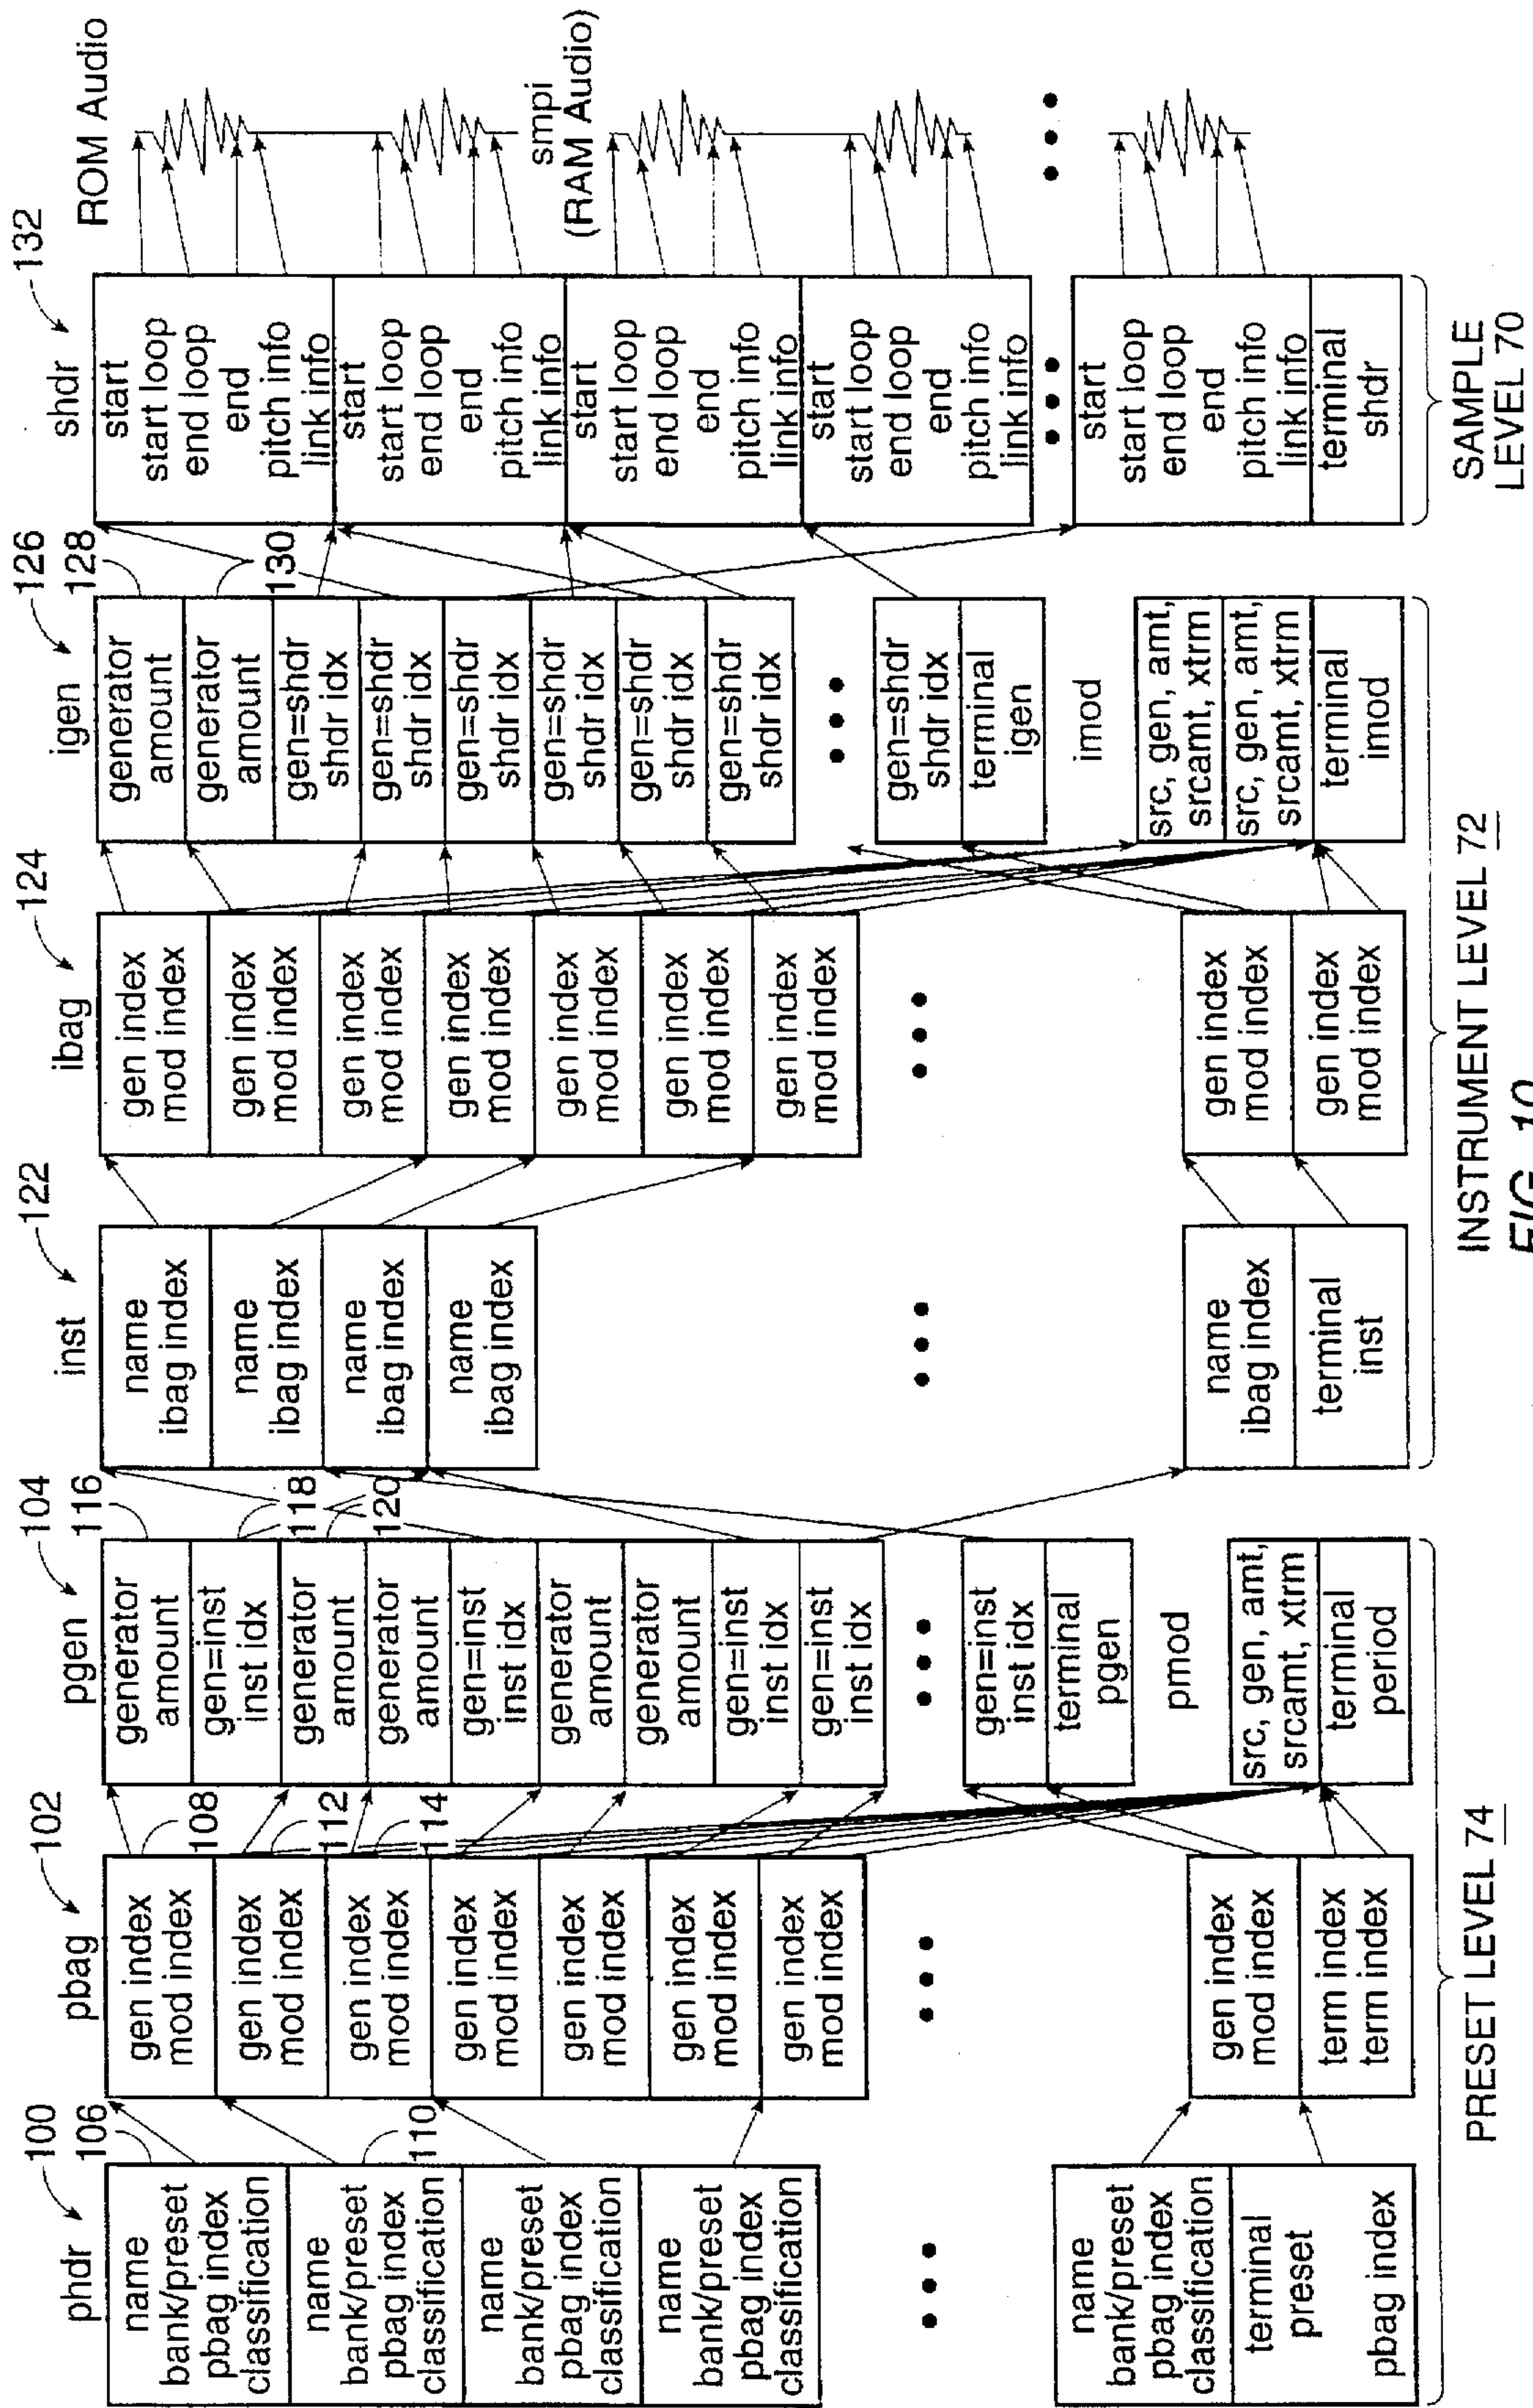 phdr
100
106
name
bank/preset
pbag index
classification
name
bank/preset
pbag index
classification
110
name
bank/preset
pbag index
classification
name
bank/preset
pbag index
classification
name
bank/preset
pbag index
classification
terminal
preset
pbag index
pbag
102
108
gen index
mod index
gen index
mod index
112
gen index
mod index
114
gen index
mod index
gen index
mod index
gen index
mod index
gen index
mod index
gen index
mod index
term index
term index
pgen
104
116
generator
amount
gen=inst
inst idx
118
generator
amount
120
generator
amount
gen=inst
inst idx
generator
amount
generator
amount
gen=inst
inst idx
gen=inst
inst idx
gen=inst
inst idx
terminal
pgen
pmod
src, gen, amt,
srcamt, xtrm
terminal
period
PRESET LEVEL 74
inst
122
name
ibag index
name
ibag index
name
ibag index
name
ibag index
name
ibag index
terminal
inst
ibag
124
gen index
mod index
gen index
mod index
gen index
mod index
gen index
mod index
gen index
mod index
gen index
mod index
gen index
mod index
gen index
mod index
gen index
mod index
igen
126
128
generator
amount
generator
amount
130
gen=shdr
shdr idx
gen=shdr
shdr idx
gen=shdr
shdr idx
gen=shdr
shdr idx
gen=shdr
shdr idx
gen=shdr
shdr idx
gen=shdr
shdr idx
terminal
igen
imod
src, gen, amt,
srcamt, xtrm
src, gen, amt,
srcamt, xtrm
terminal
imod
INSTRUMENT LEVEL 72
shdr
132
start
start loop
end loop
end
pitch info
link info
start
start loop
end loop
end
pitch info
link info
start
start loop
end loop
end
pitch info
link info
start
start loop
end loop
end
pitch info
link info
start
start loop
end loop
end
pitch info
link info
terminal
shdr
SAMPLE
LEVEL 70
ROM Audio
smpi
(RAM Audio)
FIG. 10